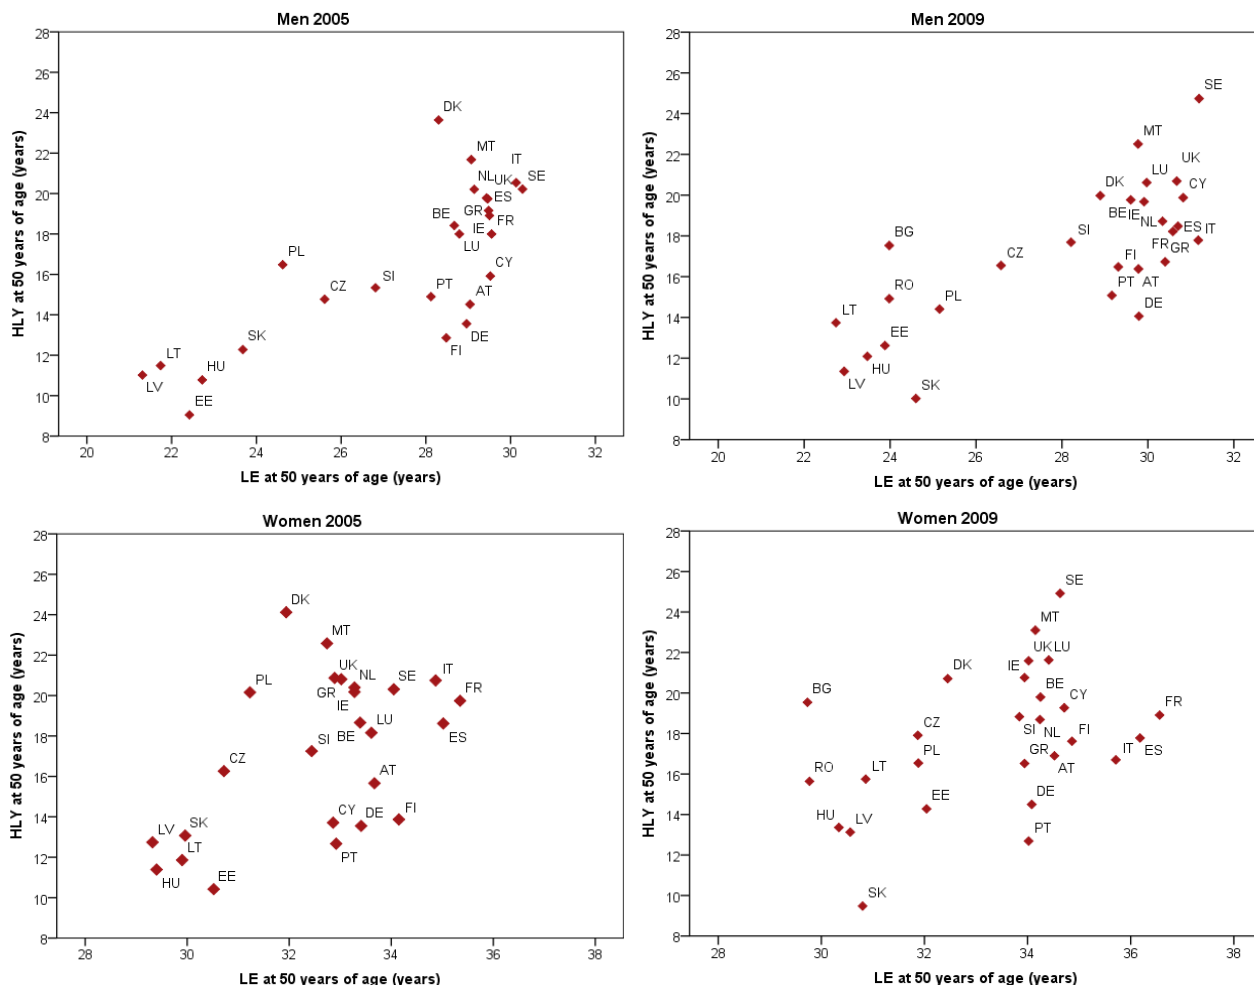 Men 2005
28
26
24
22
20
18
16
14
12
10
8
HLY at 50 years of age (years)
DK
MT
IT
NL
UK
SE
ES
GR
BE
FR
IE
LU
PL
CY
SI
CZ
PT
AT
DE
FI
SK
LT
HU
LV
EE
20 22 24 26 28 30 32
LE at 50 years of age (years)
Men 2009
28
26
24
22
20
18
16
14
12
10
8
HLY at 50 years of age (years)
SE
MT
UK
LU
DK
CY
BE
IE
NL
ES
IT
SI
BG
FR
GR
CZ
FI
PT
AT
RO
PL
DE
LT
EE
HU
LV
SK
20 22 24 26 28 30 32
LE at 50 years of age (years)
Women 2005
28
26
24
22
20
18
16
14
12
10
8
HLY at 50 years of age (years)
DK
MT
UK
NL
SE
IT
PL
GR
FR
IE
LU
BE
ES
SI
CZ
AT
CY
DE
FI
LV
SK
PT
LT
HU
EE
28 30 32 34 36 38
LE at 50 years of age (years)
Women 2009
28
26
24
22
20
18
16
14
12
10
8
HLY at 50 years of age (years)
SE
MT
UK
LU
IE
DK
BE
BG
CY
FR
CZ
SI
NL
FI
PL
GR
IT
ES
AT
RO
LT
EE
DE
HU
LV
PT
SK
28 30 32 34 36 38
LE at 50 years of age (years)